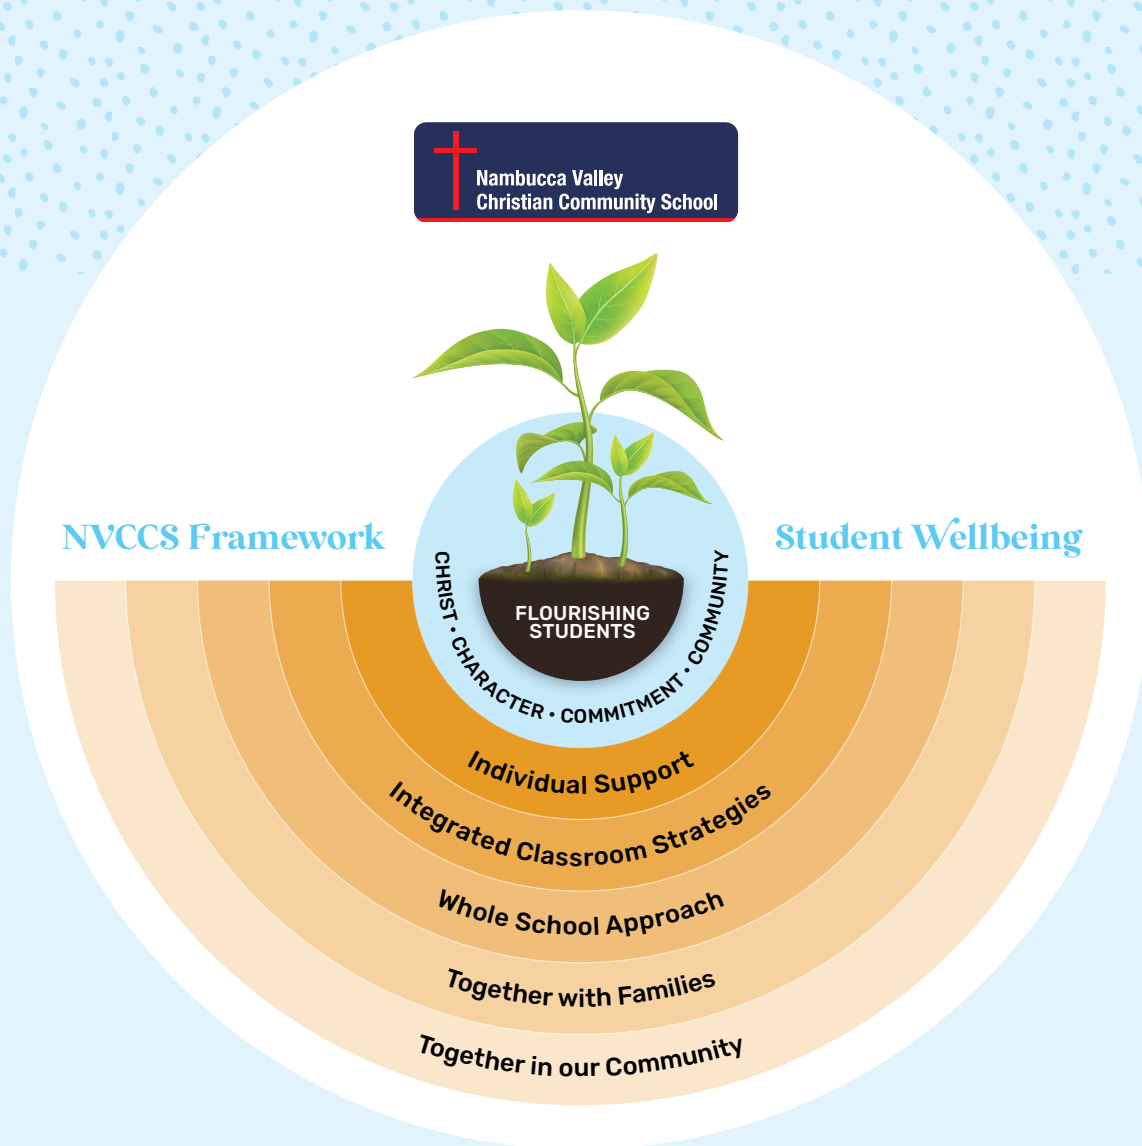 Nambucca Valley
Christian Community School
NVCCS Framework
Student Wellbeing
FLOURISHING
STUDENTS
CHRIST • CHARACTER • COMMITMENT • COMMUNITY
Individual Support
Integrated Classroom Strategies
Whole School Approach
Together with Families
Together in our Community